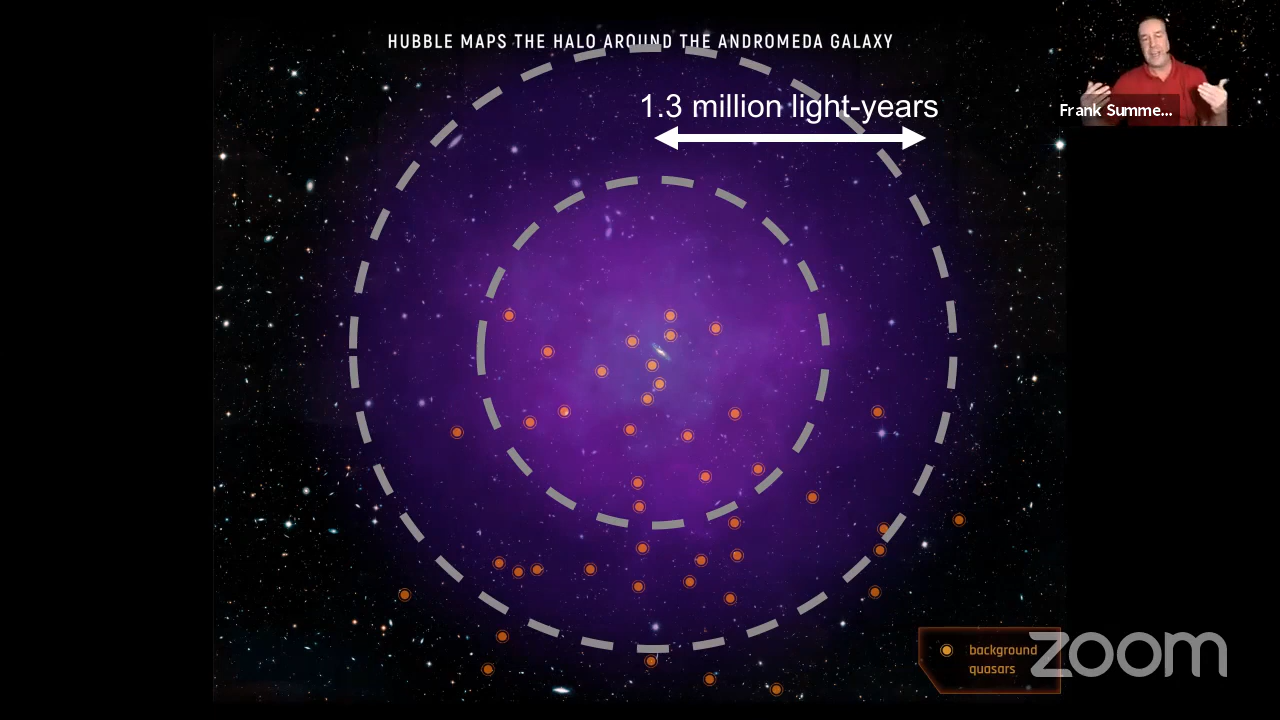 HUBBLE MAPS THE HALO AROUND THE ANDROMEDA GALAXY
1.3 million light-years
Frank Summe...
background
quasars
zoom